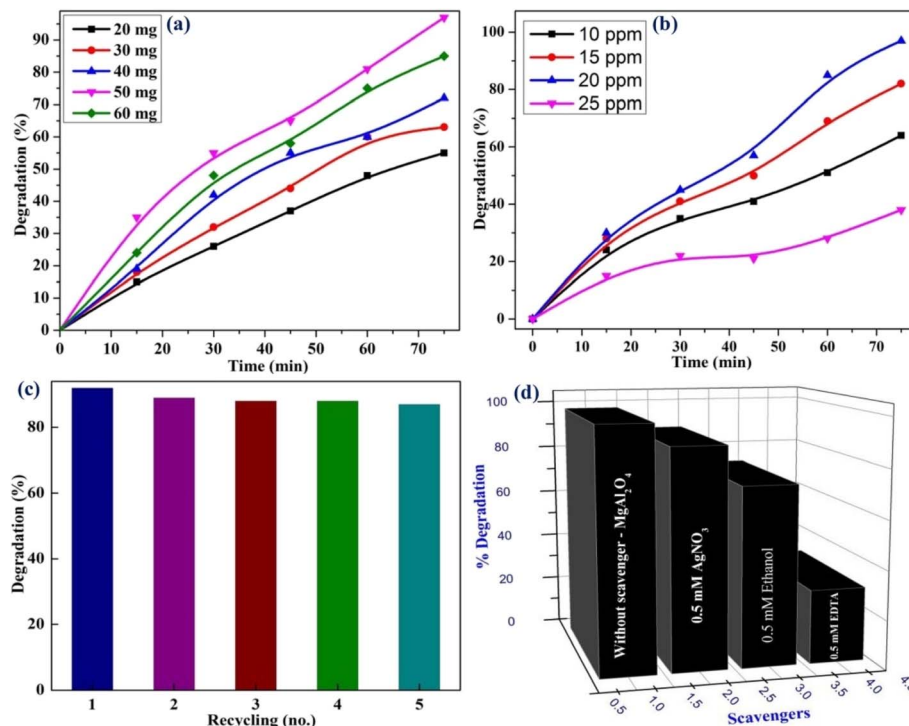 (a)
20 mg
30 mg
40 mg
50 mg
60 mg
Degradation (%)
90
80
70
60
50
40
30
20
10
0
0 10 20 30 40 50 60 70
Time (min)
(b)
10 ppm
15 ppm
20 ppm
25 ppm
Degradation (%)
100
80
60
40
20
0
0 10 20 30 40 50 60 70
Time (min)
(c)
Degradation (%)
80
60
40
20
0
1 2 3 4 5
Recycling (no.)
(d)
% Degradation
100
80
60
40
20
0
Without scavenger - MgAl₂O₄
0.5 mM AgNO₃
0.5 mM Ethanol
0.5 mM EDTA
0.5 1.0 1.5 2.0 2.5 3.0 3.5 4.0
Scavengers